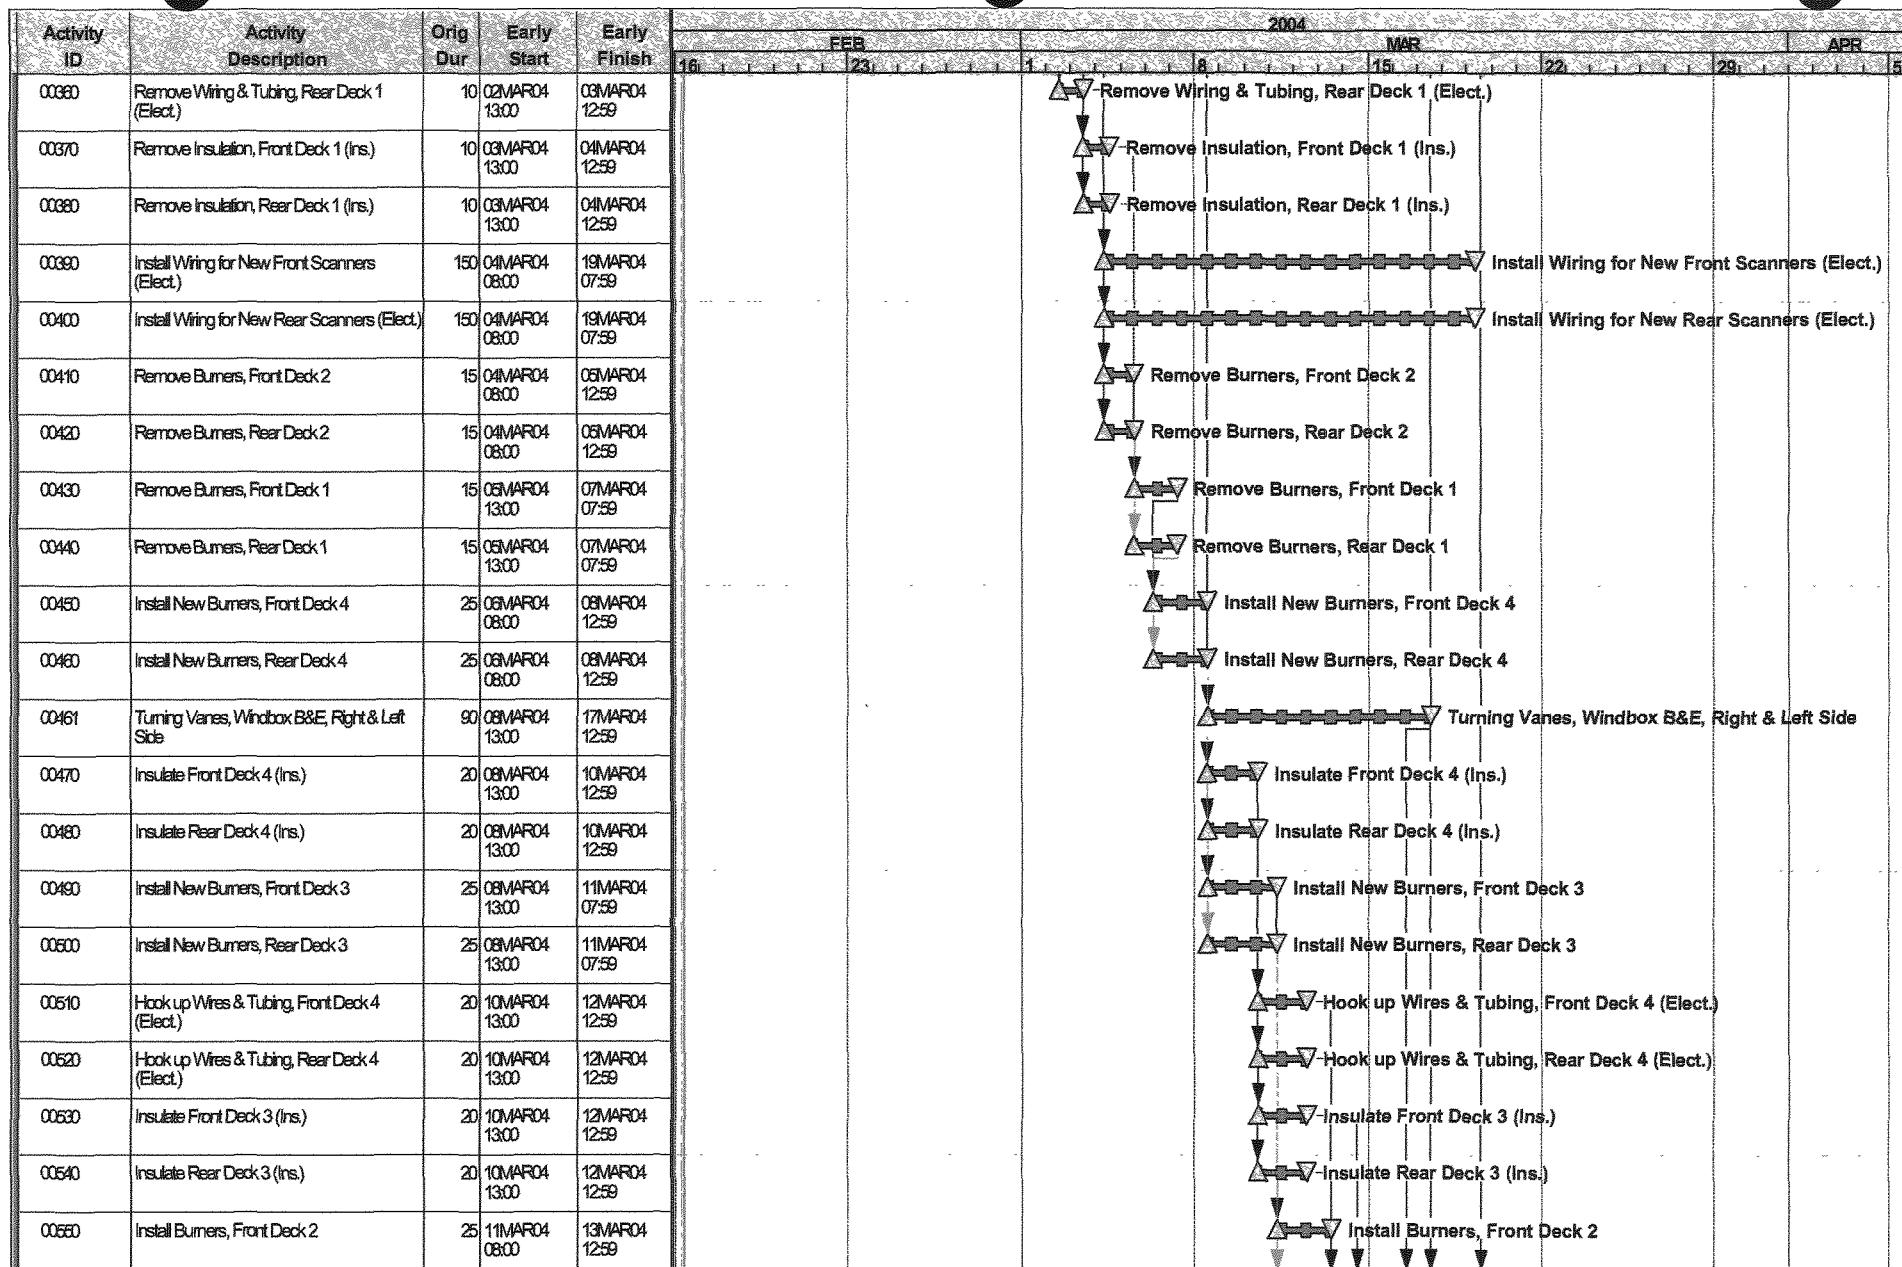 Activity ID Activity Description Orig Dur Early Start Early Finish
2004
FEB MAR APR
16 23 1 8 15 22 29 5
00360 Remove Wiring & Tubing, Rear Deck 1 (Elect.) 10 02MAR04 13:00 03MAR04 12:59 Remove Wiring & Tubing, Rear Deck 1 (Elect.)
00370 Remove Insulation, Front Deck 1 (Ins.) 10 03MAR04 13:00 04MAR04 12:59 Remove Insulation, Front Deck 1 (Ins.)
00380 Remove Insulation, Rear Deck 1 (Ins.) 10 03MAR04 13:00 04MAR04 12:59 Remove Insulation, Rear Deck 1 (Ins.)
00390 Install Wiring for New Front Scanners (Elect.) 150 04MAR04 08:00 19MAR04 07:59 Install Wiring for New Front Scanners (Elect.)
00400 Install Wiring for New Rear Scanners (Elect.) 150 04MAR04 08:00 19MAR04 07:59 Install Wiring for New Rear Scanners (Elect.)
00410 Remove Burners, Front Deck 2 15 04MAR04 08:00 05MAR04 12:59 Remove Burners, Front Deck 2
00420 Remove Burners, Rear Deck 2 15 04MAR04 08:00 05MAR04 12:59 Remove Burners, Rear Deck 2
00430 Remove Burners, Front Deck 1 15 05MAR04 13:00 07MAR04 07:59 Remove Burners, Front Deck 1
00440 Remove Burners, Rear Deck 1 15 05MAR04 13:00 07MAR04 07:59 Remove Burners, Rear Deck 1
00450 Install New Burners, Front Deck 4 25 06MAR04 08:00 08MAR04 12:59 Install New Burners, Front Deck 4
00460 Install New Burners, Rear Deck 4 25 06MAR04 08:00 08MAR04 12:59 Install New Burners, Rear Deck 4
00461 Turning Vanes, Windbox B&E, Right & Left Side 90 08MAR04 13:00 17MAR04 12:59 Turning Vanes, Windbox B&E, Right & Left Side
00470 Insulate Front Deck 4 (Ins.) 20 08MAR04 13:00 10MAR04 12:59 Insulate Front Deck 4 (Ins.)
00480 Insulate Rear Deck 4 (Ins.) 20 08MAR04 13:00 10MAR04 12:59 Insulate Rear Deck 4 (Ins.)
00490 Install New Burners, Front Deck 3 25 08MAR04 13:00 11MAR04 07:59 Install New Burners, Front Deck 3
00500 Install New Burners, Rear Deck 3 25 08MAR04 13:00 11MAR04 07:59 Install New Burners, Rear Deck 3
00510 Hook up Wires & Tubing, Front Deck 4 (Elect.) 20 10MAR04 13:00 12MAR04 12:59 Hook up Wires & Tubing, Front Deck 4 (Elect.)
00520 Hook up Wires & Tubing, Rear Deck 4 (Elect.) 20 10MAR04 13:00 12MAR04 12:59 Hook up Wires & Tubing, Rear Deck 4 (Elect.)
00530 Insulate Front Deck 3 (Ins.) 20 10MAR04 13:00 12MAR04 12:59 Insulate Front Deck 3 (Ins.)
00540 Insulate Rear Deck 3 (Ins.) 20 10MAR04 13:00 12MAR04 12:59 Insulate Rear Deck 3 (Ins.)
00550 Install Burners, Front Deck 2 25 11MAR04 08:00 13MAR04 12:59 Install Burners, Front Deck 2